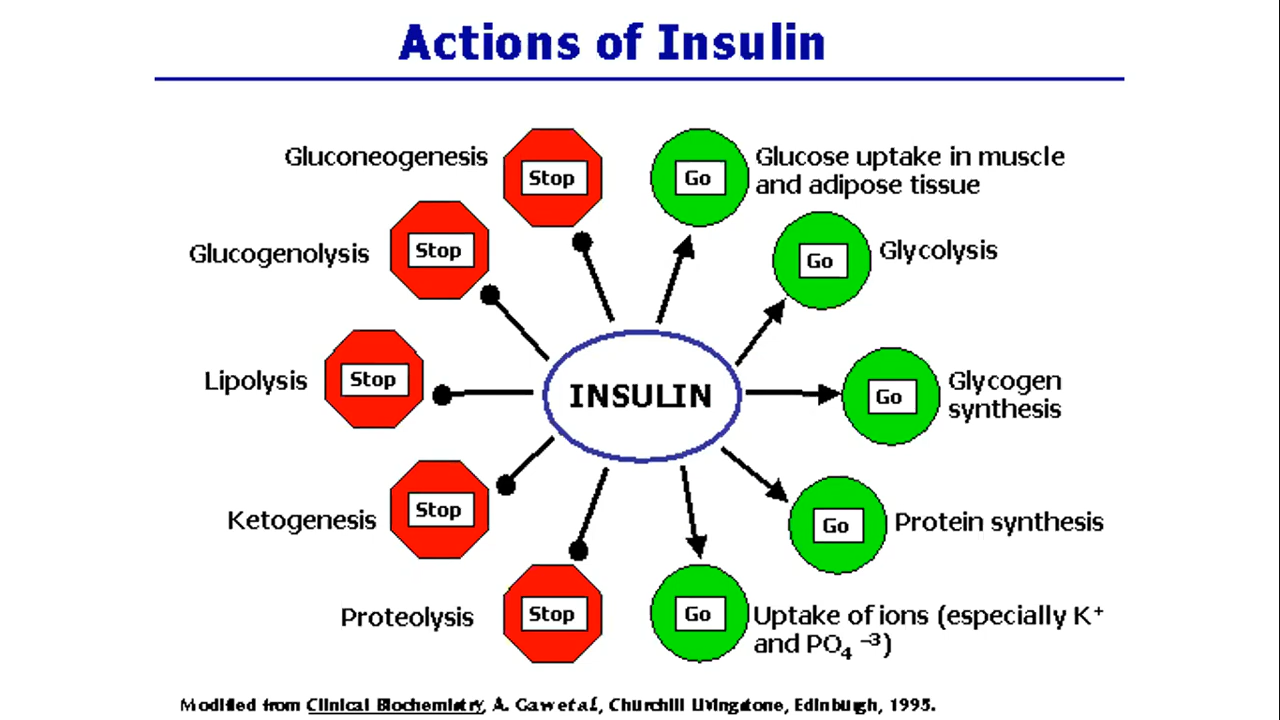 Actions of Insulin
Gluconeogenesis
Stop
Go
Glucose uptake in muscle
and adipose tissue
Glucogenolysis
Stop
Go
Glycolysis
Lipolysis
Stop
INSULIN
Go
Glycogen
synthesis
Ketogenesis
Stop
Go
Protein synthesis
Proteolysis
Stop
Go
Uptake of ions (especially K⁺
and PO₄ ⁻³)
Modified from Clinical Biochemistry, A. Gaw et al., Churchill Livingstone, Edinburgh, 1995.